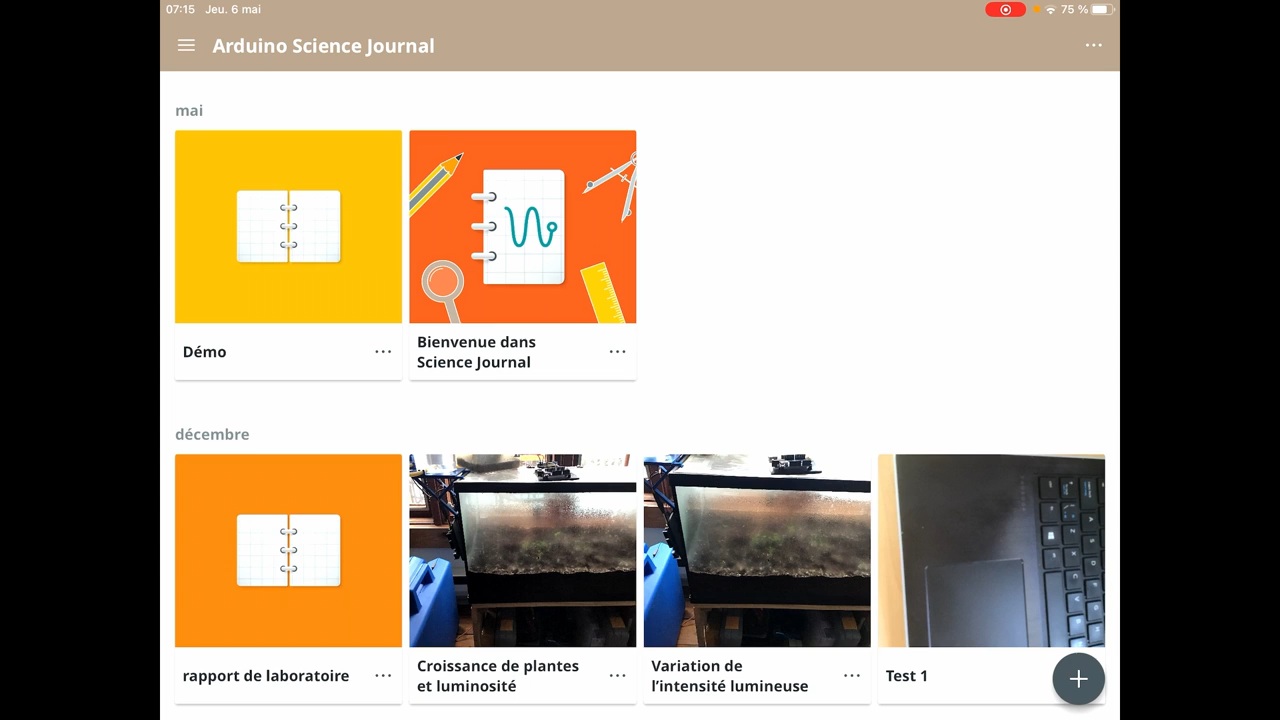 07:15 Jeu. 6 mai
75 %
Arduino Science Journal
mai
Démo
Bienvenue dans
Science Journal
décembre
rapport de laboratoire
Croissance de plantes
et luminosité
Variation de
l’intensité lumineuse
Test 1